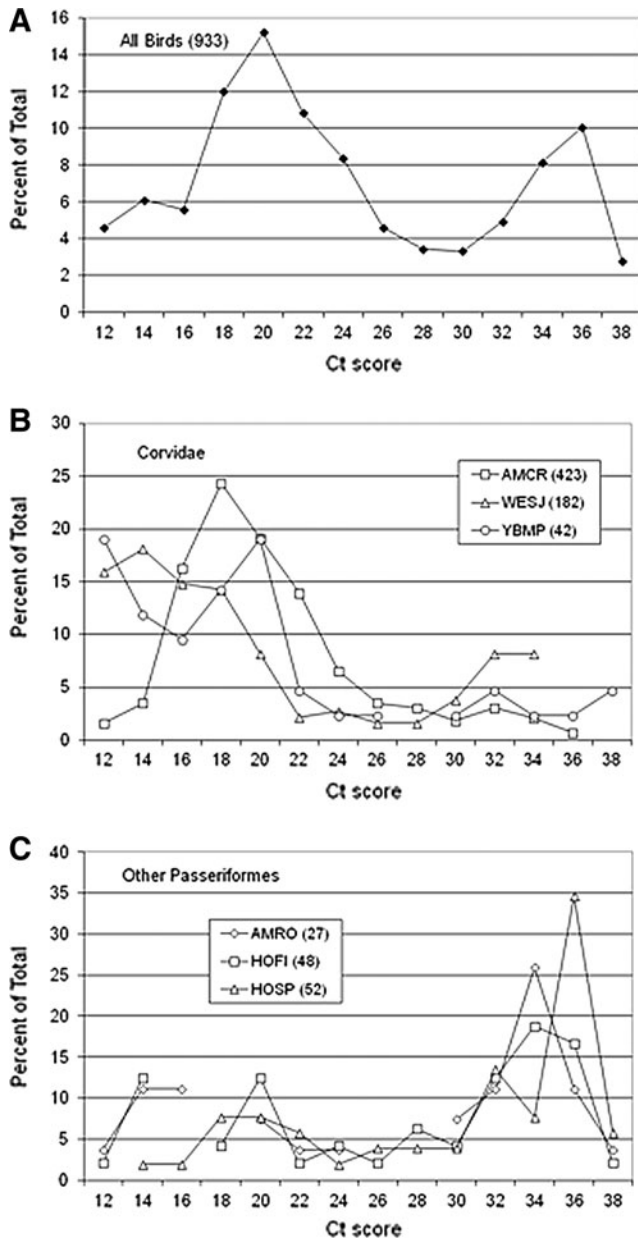 A
All Birds (933)
Percent of Total
16
14
12
10
8
6
4
2
0
12 14 16 18 20 22 24 26 28 30 32 34 36 38
Ct score
B
Corvidae
AMCR (423)
WESJ (182)
YBMP (42)
Percent of Total
30
25
20
15
10
5
0
12 14 16 18 20 22 24 26 28 30 32 34 36 38
Ct score
C
Other Passeriformes
AMRO (27)
HOFI (48)
HOSP (52)
Percent of Total
40
35
30
25
20
15
10
5
0
12 14 16 18 20 22 24 26 28 30 32 34 36 38
Ct score